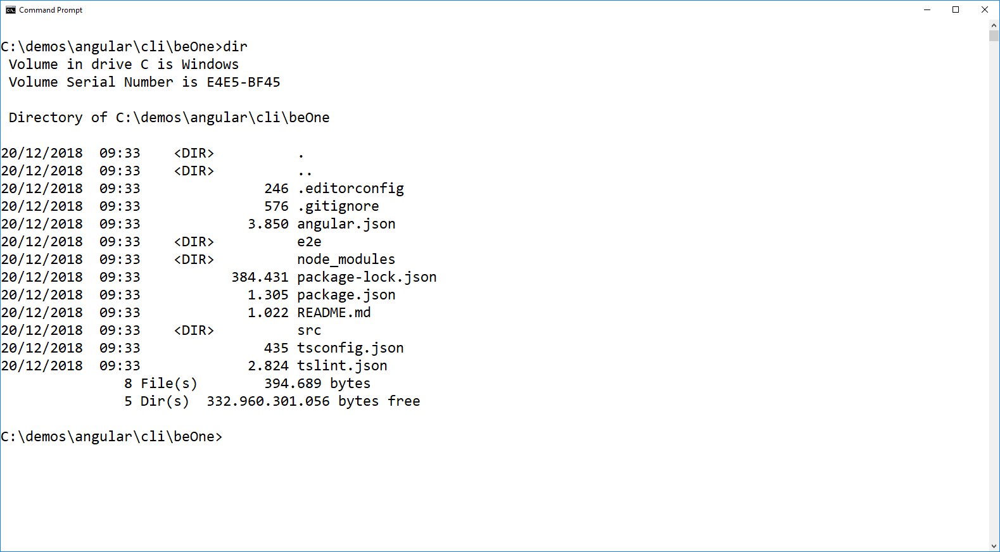 Command Prompt
C:\demos\angular\cli\beOne>dir
 Volume in drive C is Windows
 Volume Serial Number is E4E5-BF45

 Directory of C:\demos\angular\cli\beOne

20/12/2018  09:33    <DIR>          .
20/12/2018  09:33    <DIR>          ..
20/12/2018  09:33               246 .editorconfig
20/12/2018  09:33               576 .gitignore
20/12/2018  09:33             3.850 angular.json
20/12/2018  09:33    <DIR>          e2e
20/12/2018  09:33    <DIR>          node_modules
20/12/2018  09:33           384.431 package-lock.json
20/12/2018  09:33             1.305 package.json
20/12/2018  09:33             1.022 README.md
20/12/2018  09:33    <DIR>          src
20/12/2018  09:33               435 tsconfig.json
20/12/2018  09:33             2.824 tslint.json
               8 File(s)        394.689 bytes
               5 Dir(s)  332.960.301.056 bytes free

C:\demos\angular\cli\beOne>